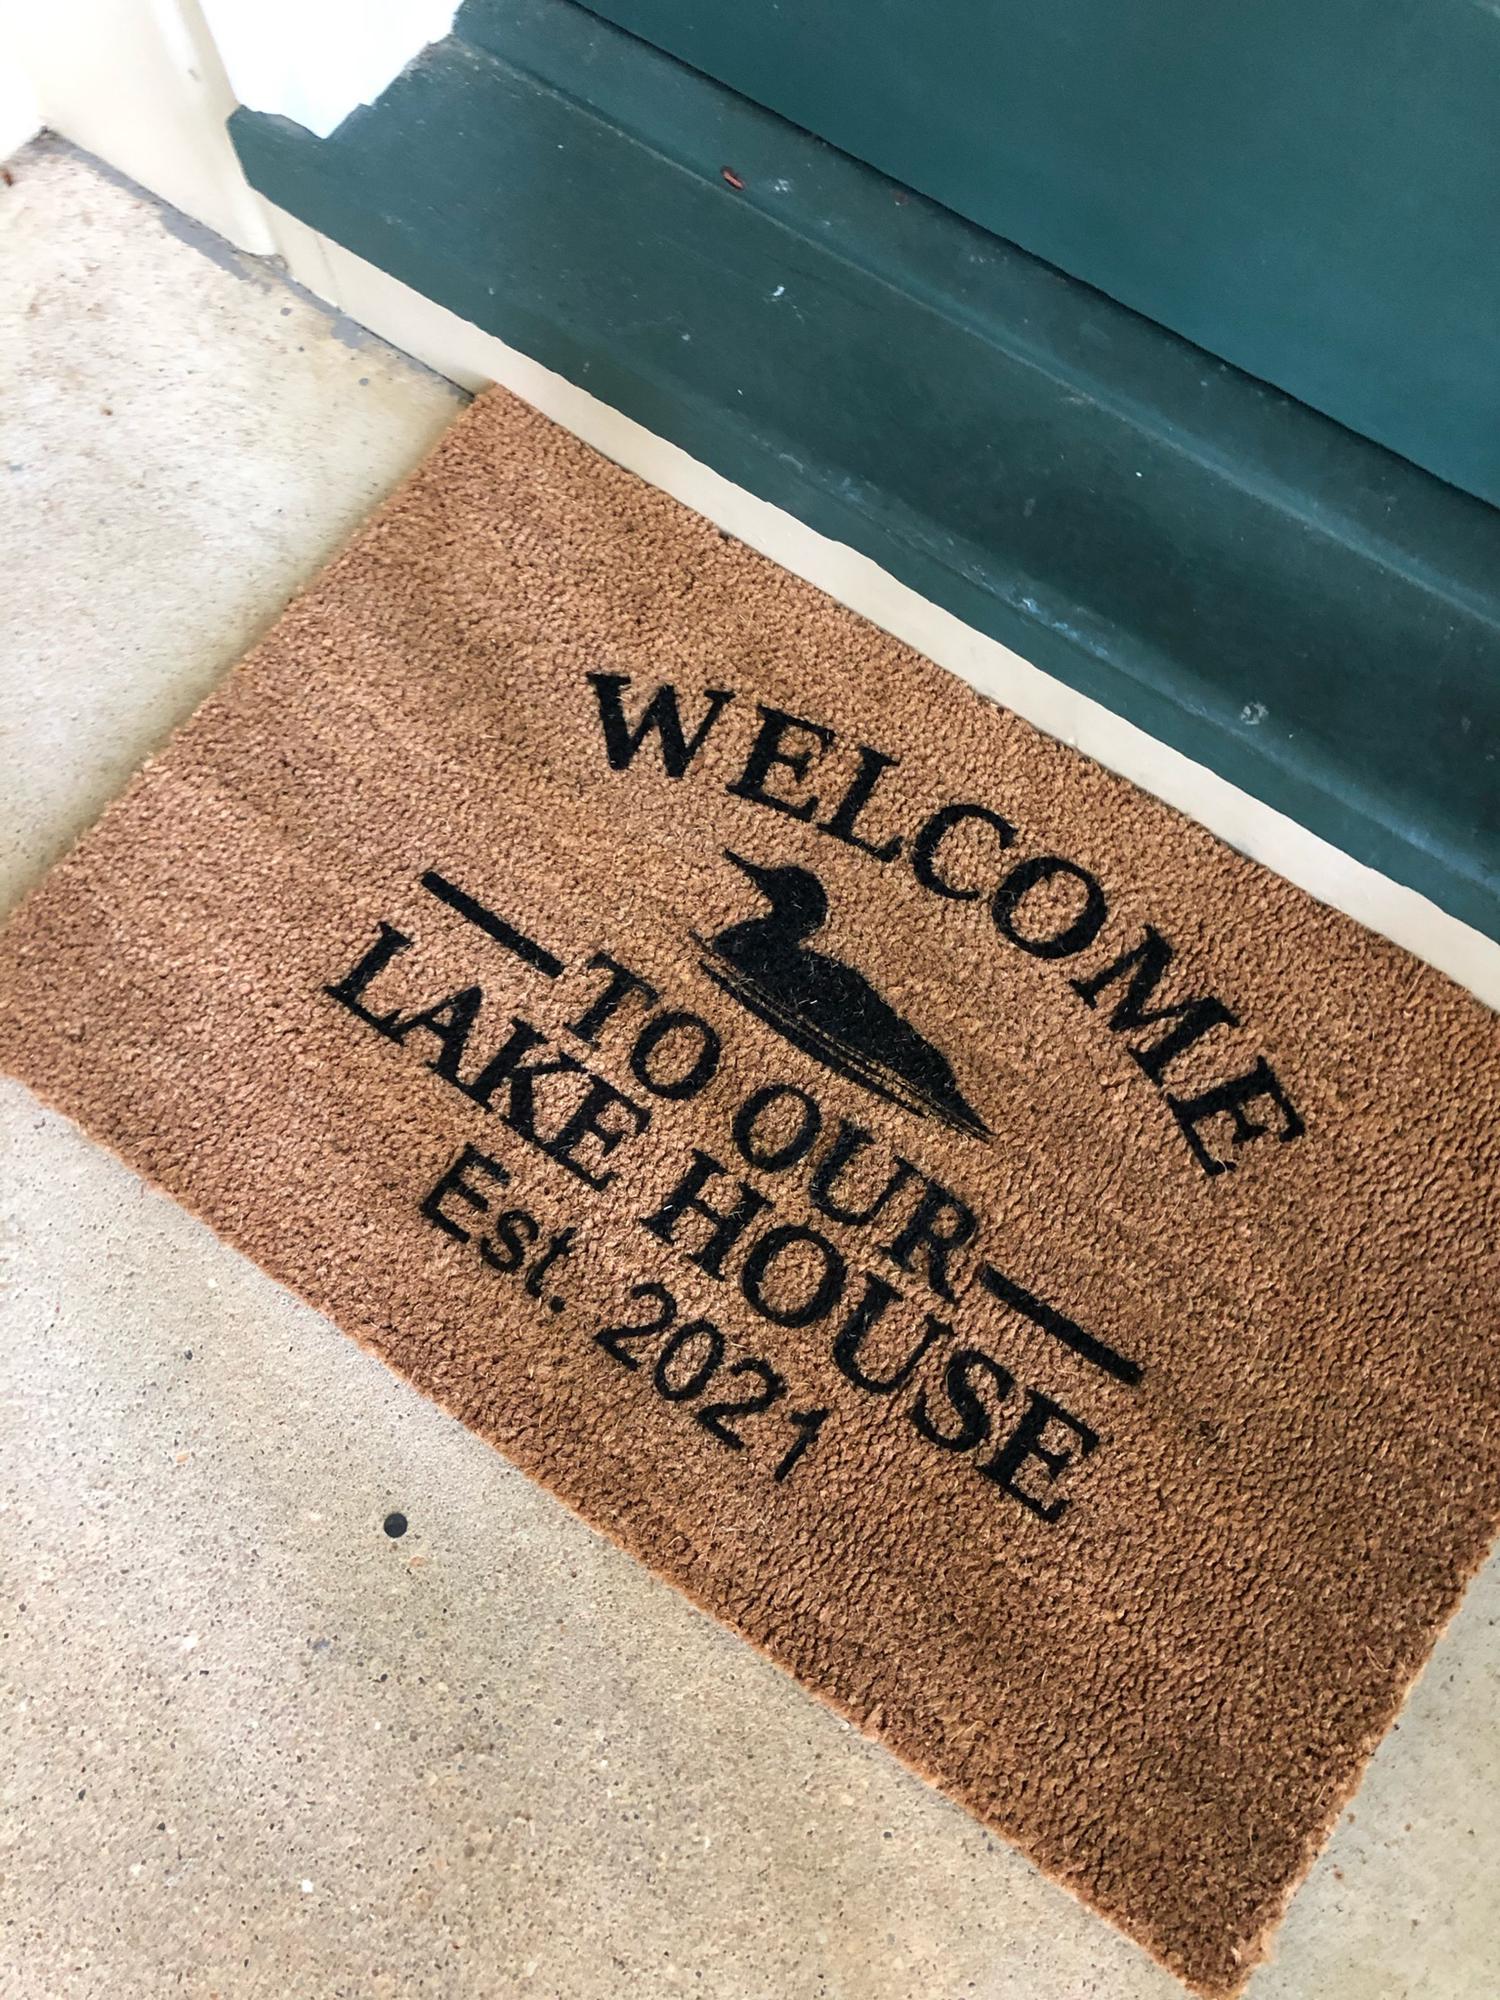 WELCOME
TO OUR
LAKE HOUSE
Est. 2021